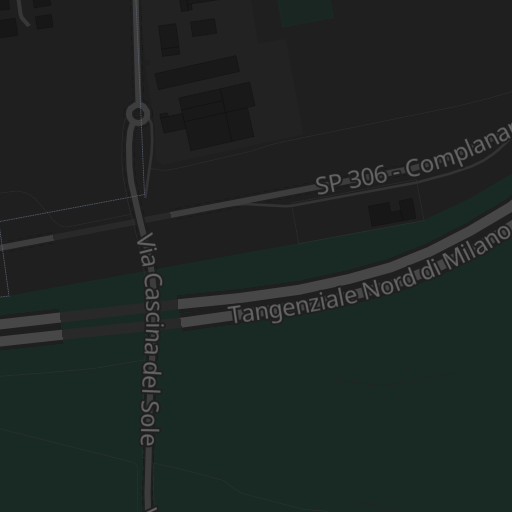 SP 306 - Complanar
Via Cascina del Sole
Tangenziale Nord di Milano